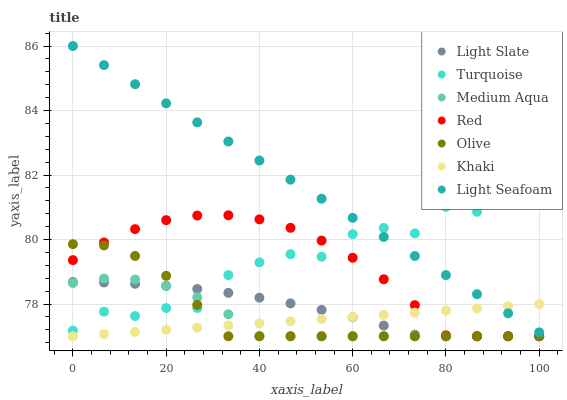 title
86
84
82
80
78
0
20
40
60
80
100
xaxis_label
yaxis_label
Light Slate
Turquoise
Medium Aqua
Red
Olive
Khaki
Light Seafoam